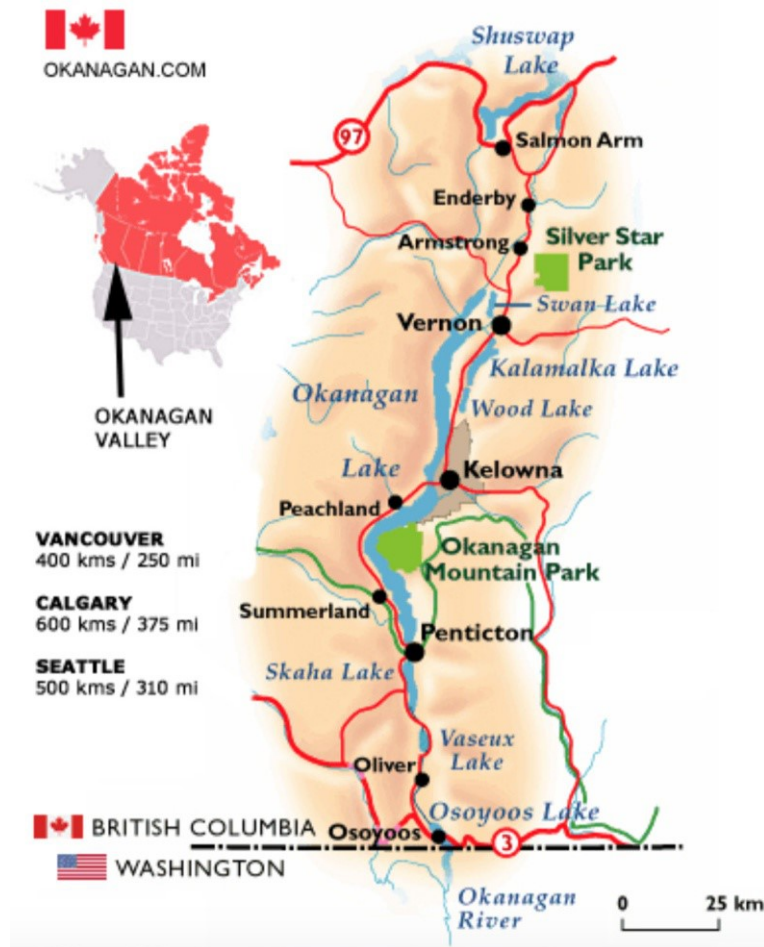 OKANAGAN.COM
Shuswap
Lake
97
Salmon Arm
Enderby
Armstrong
Silver Star
Park
Swan Lake
Vernon
Kalamalka Lake
Okanagan
Wood Lake
OKANAGAN
VALLEY
Lake
Kelowna
Peachland
VANCOUVER
400 kms / 250 mi
Okanagan
Mountain Park
CALGARY
600 kms / 375 mi
Summerland
Penticton
SEATTLE
500 kms / 310 mi
Skaha Lake
Vaseux
Lake
Oliver
Osoyoos Lake
BRITISH COLUMBIA
Osoyoos
3
WASHINGTON
Okanagan
River
0 25 km